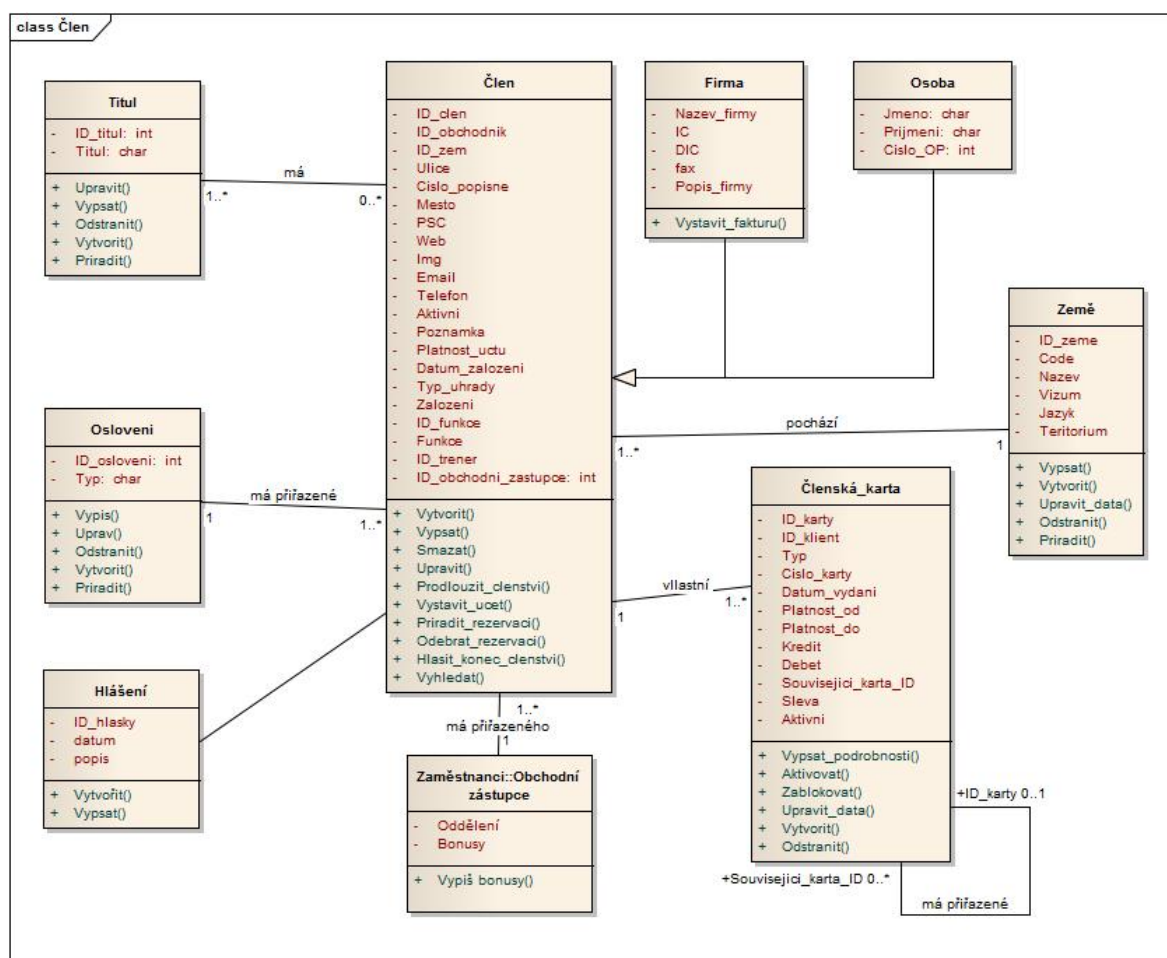 class Člen
Titul
- ID_titul: int
- Titul: char
+ Upravit()
+ Vypsat()
+ Odstranit()
+ Vytvorit()
+ Priradit()
má
1..*
0..*
Člen
- ID_clen
- ID_obchodnik
- ID_zem
- Ulice
- Cislo_popisne
- Mesto
- PSC
- Web
- Img
- Email
- Telefon
- Aktivni
- Poznamka
- Platnost_uctu
- Datum_zalozeni
- Typ_uhrady
- Zalozeni
- ID_funkce
- Funkce
- ID_trener
- ID_obchodni_zastupce: int
+ Vytvorit()
+ Vypsat()
+ Smazat()
+ Upravit()
+ Prodlouzit_clenstvi()
+ Vystavit_ucet()
+ Priradit_rezervaci()
+ Odebrat_rezervaci()
+ Hlasit_konec_clenstvi()
+ Vyhledat()
Firma
- Nazev_firmy
- IC
- DIC
- fax
- Popis_firmy
+ Vystavit_fakturu()
Osoba
- Jmeno: char
- Prijmeni: char
- Cislo_OP: int
Země
- ID_zeme
- Code
- Nazev
- Vizum
- Jazyk
- Teritorium
+ Vypsat()
+ Vytvorit()
+ Upravit_data()
+ Odstranit()
+ Priradit()
pochází
1..*
1
Osloveni
- ID_osloveni: int
- Typ: char
+ Vypis()
+ Uprav()
+ Odstranit()
+ Vytvorit()
+ Priradit()
má přiřazené
1
1..*
Členská_karta
- ID_karty
- ID_klient
- Typ
- Cislo_karty
- Datum_vydani
- Platnost_od
- Platnost_do
- Kredit
- Debet
- Souvisejici_karta_ID
- Sleva
- Aktivni
+ Vypsat_podrobnosti()
+ Aktivovat()
+ Zablokovat()
+ Upravit_data()
+ Vytvorit()
+ Odstranit()
vllastní
1..*
1
+ID_karty 0..1
+Souvisejici_karta_ID 0..*
má přiřazené
Hlášení
- ID_hlasky
- datum
- popis
+ Vytvořit()
+ Vypsat()
1..*
má přiřazeného
1
Zaměstnanci::Obchodní
zástupce
- Oddělení
- Bonusy
+ Vypiš bonusy()